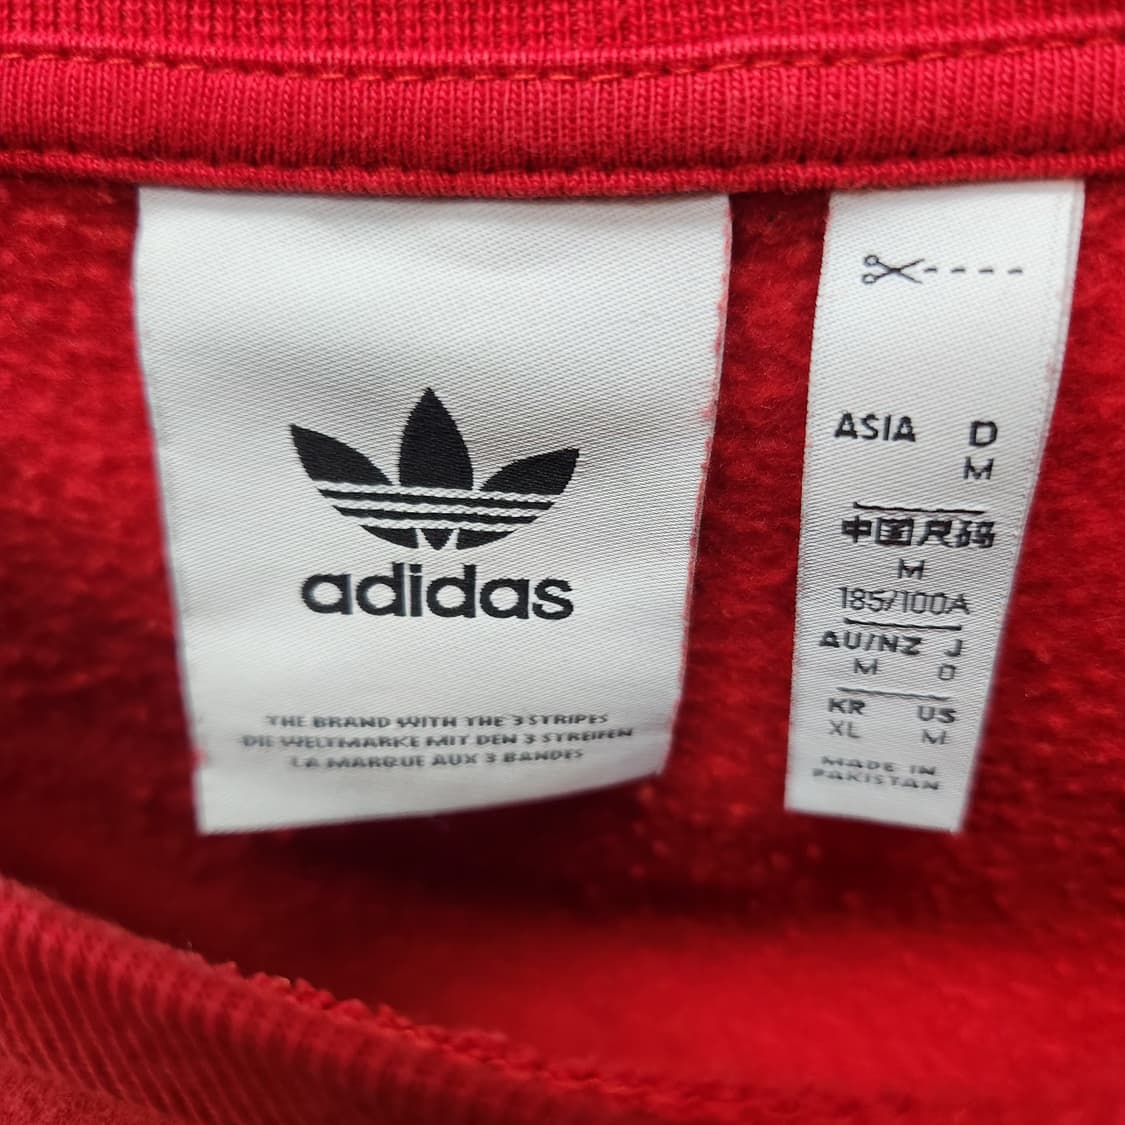 adidas
THE BRAND WITH THE 3 STRIPES
DIE WELTMARKE MIT DEN 3 STREIFEN
LA MARQUE AUX 3 BANDES
ASIA D
M
中国尺码
M
185/100A
AU/NZ J
M O
KR US
XL M
MADE IN
PAKISTAN